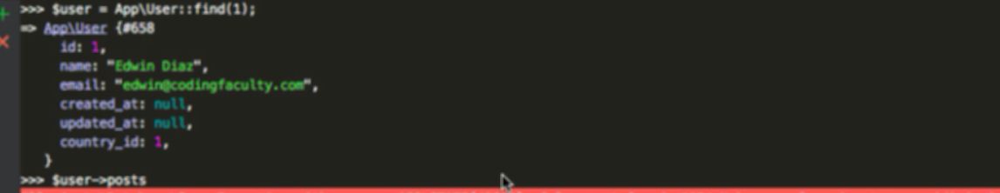 >>> $user = App\User::find(1);
=> App\User {#658
id: 1,
name: "Edwin Diaz",
email: "edwin@codingfaculty.com",
created_at: null,
updated_at: null,
country_id: 1,
}
>>> $user->posts